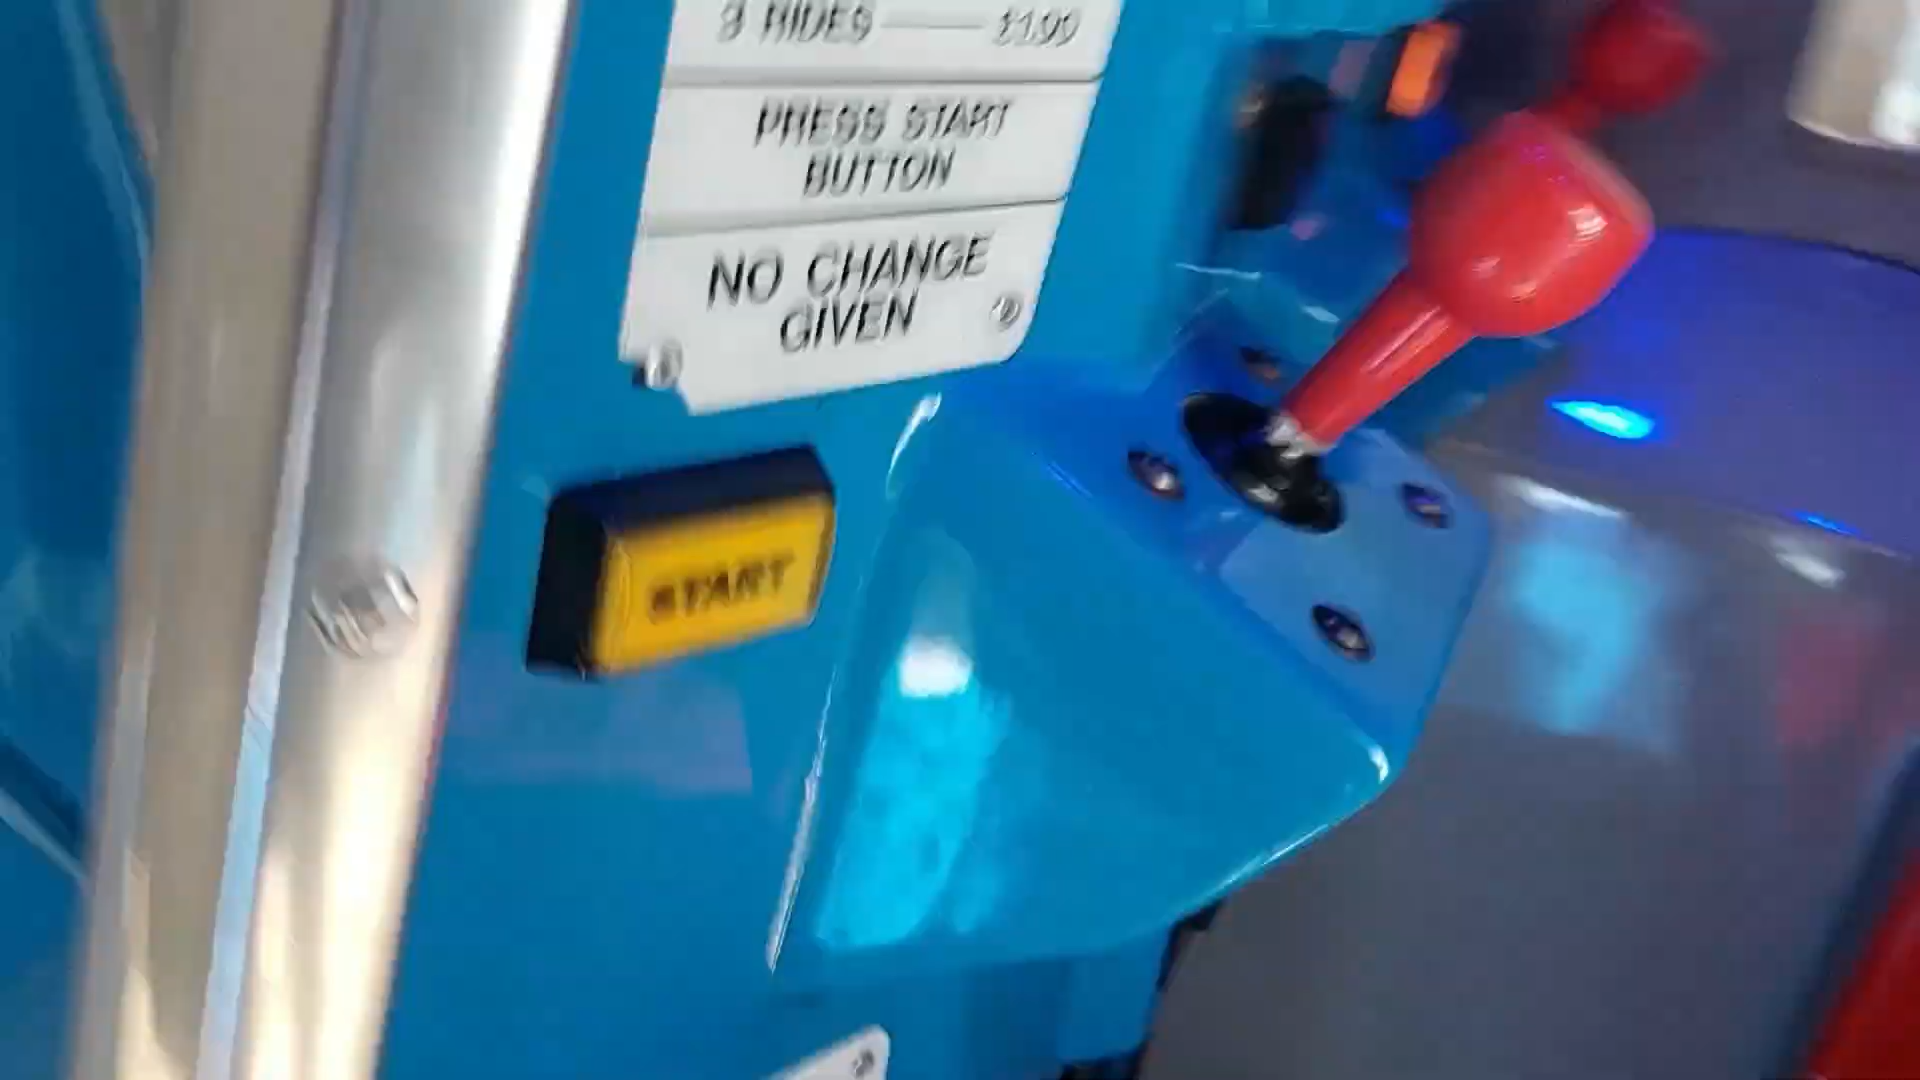 3 RIDES £1.00
PRESS START
BUTTON
NO CHANGE
GIVEN
START